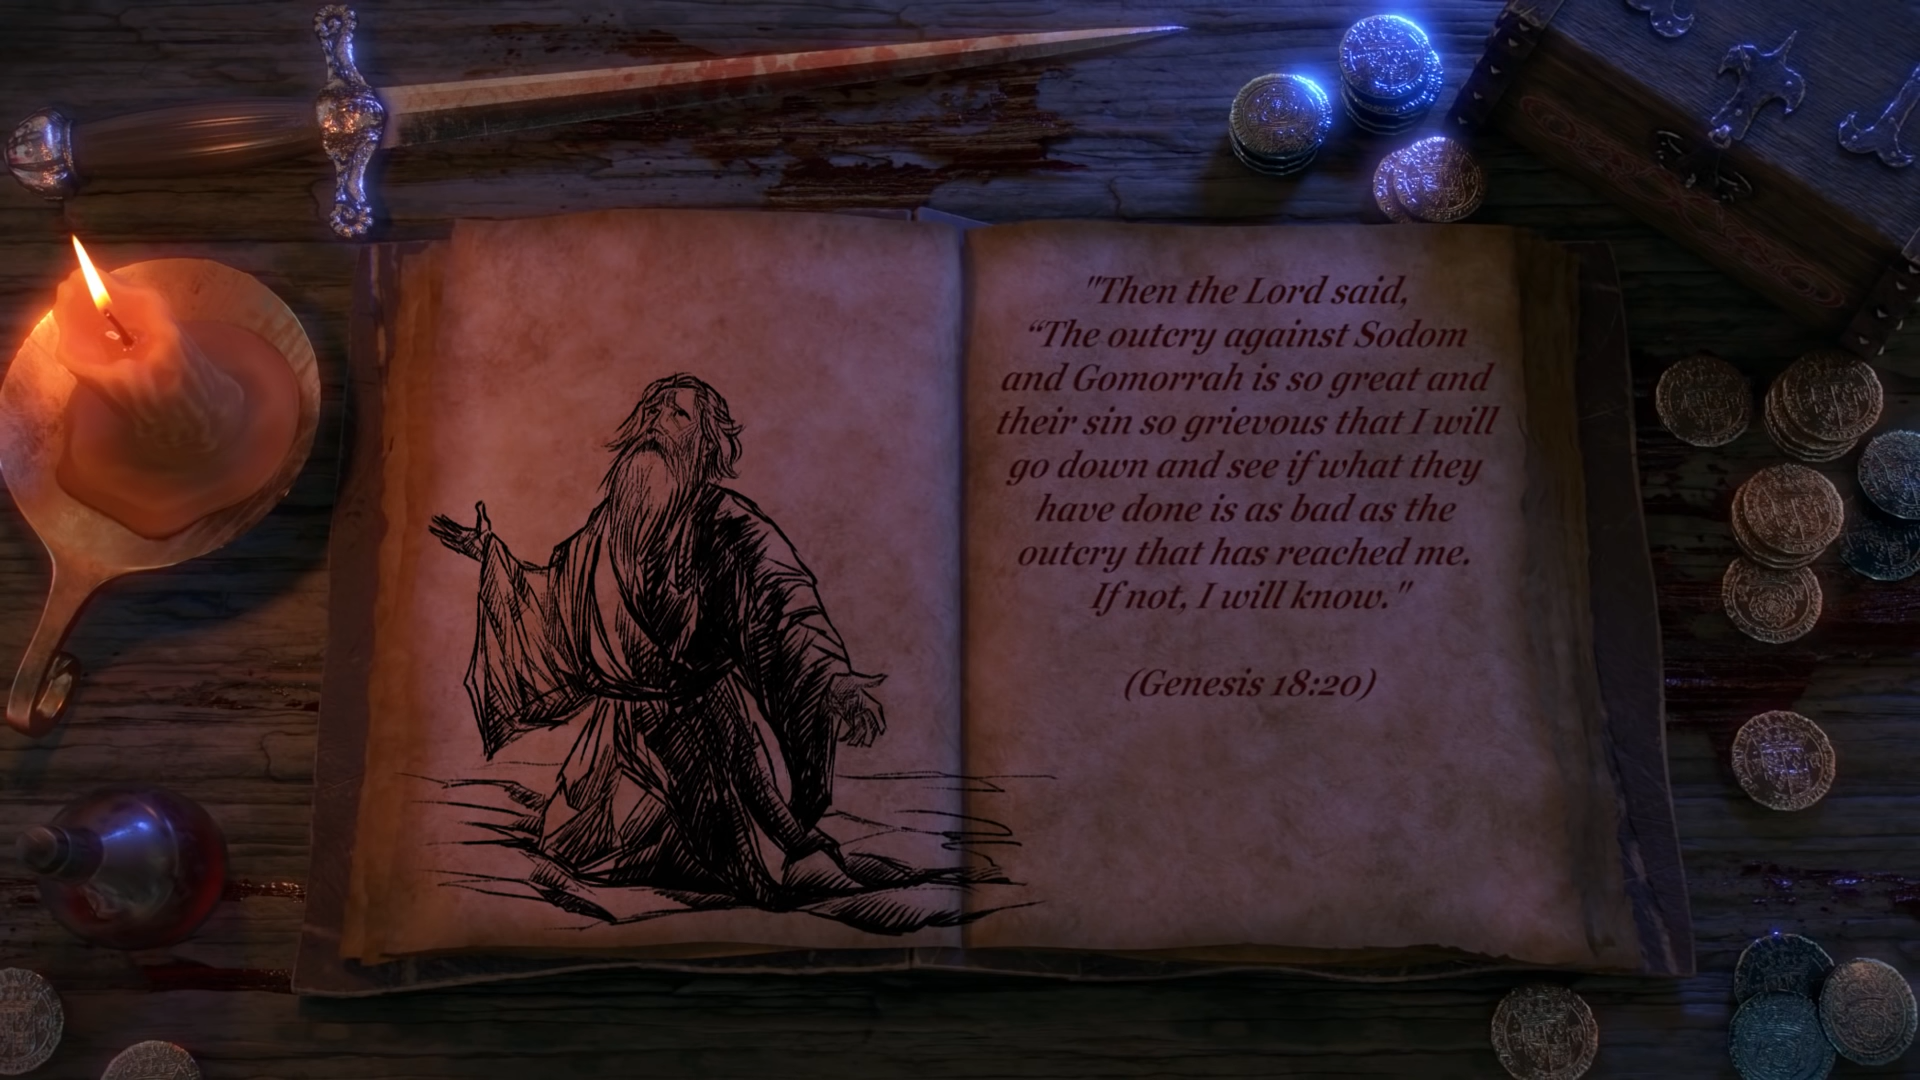 "Then the Lord said,
“The outcry against Sodom
and Gomorrah is so great and
their sin so grievous that I will
go down and see if what they
have done is as bad as the
outcry that has reached me.
If not, I will know."
(Genesis 18:20)